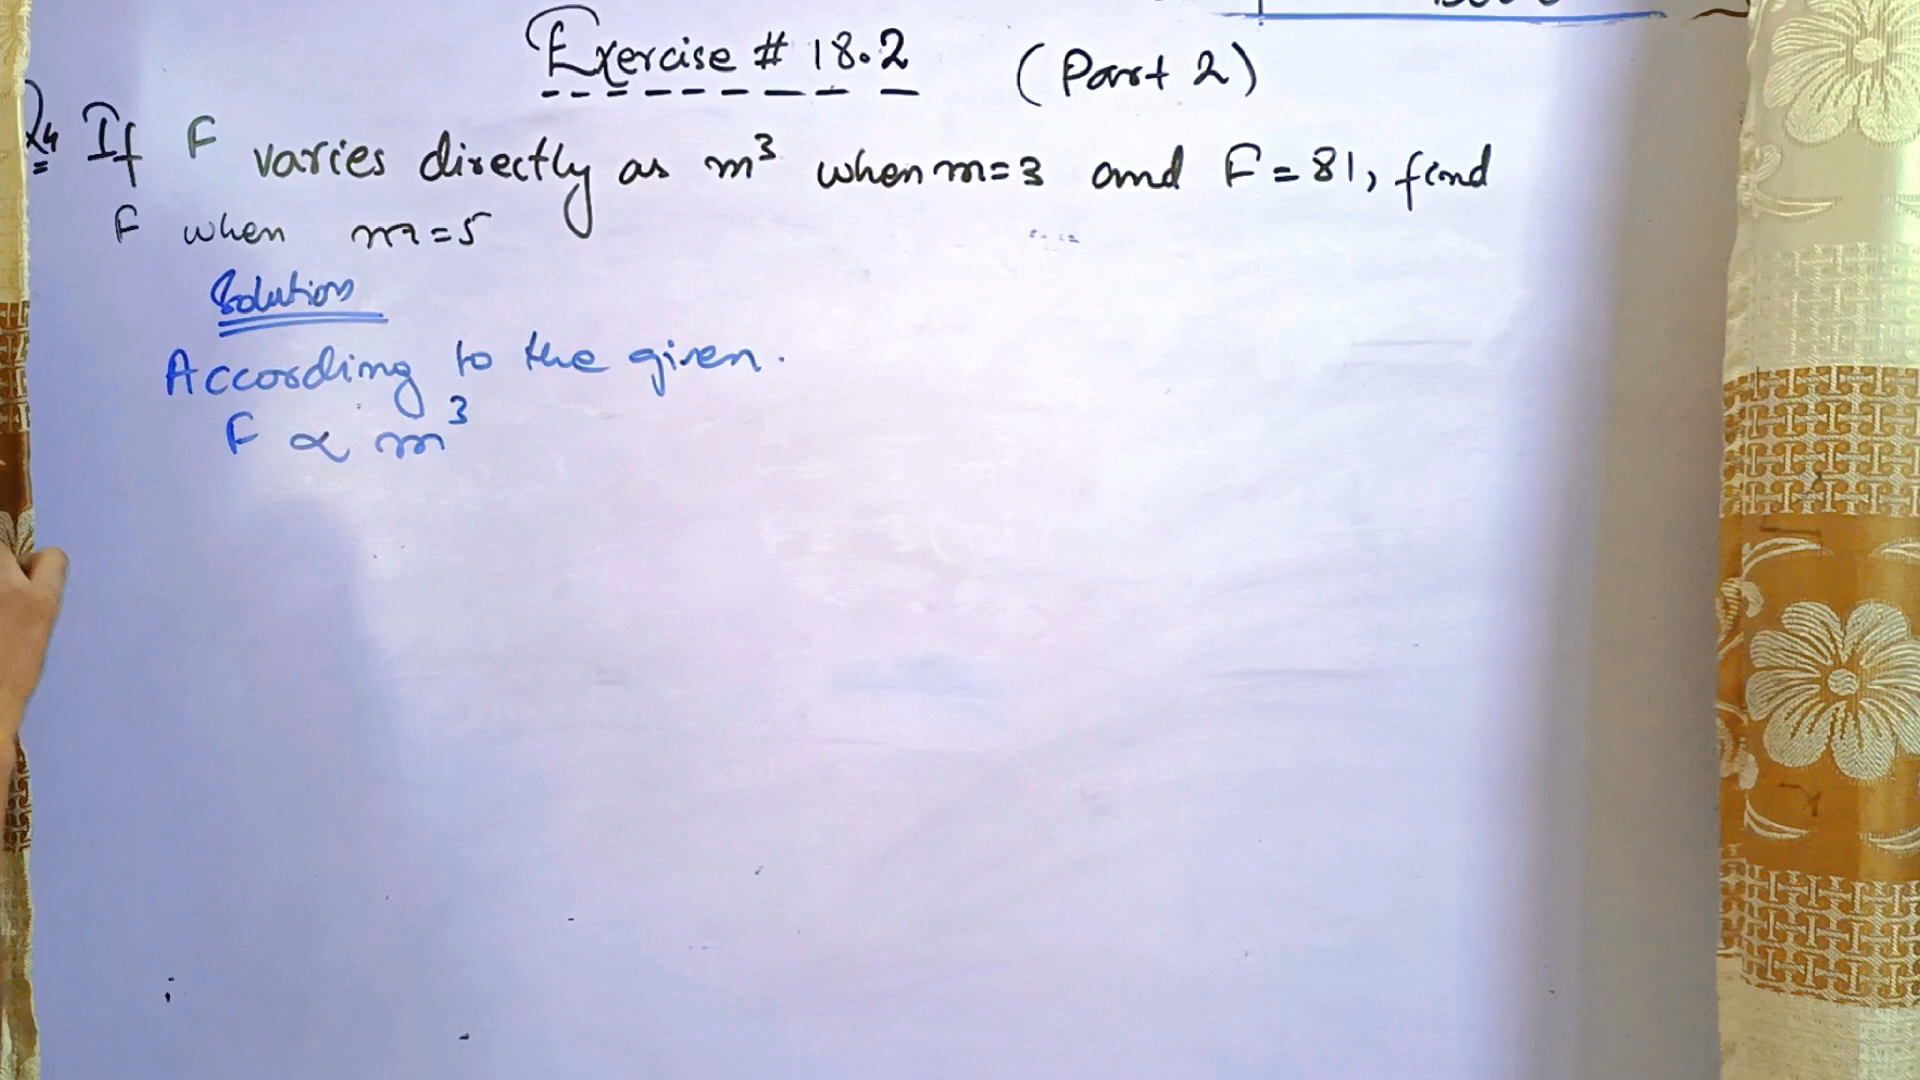 Exercise # 18.2 (Part 2)
Q4 If F varies directly as m³ when m=3 and F=81, find
F when m=5
Solution
According to the given.
F ∝ m³